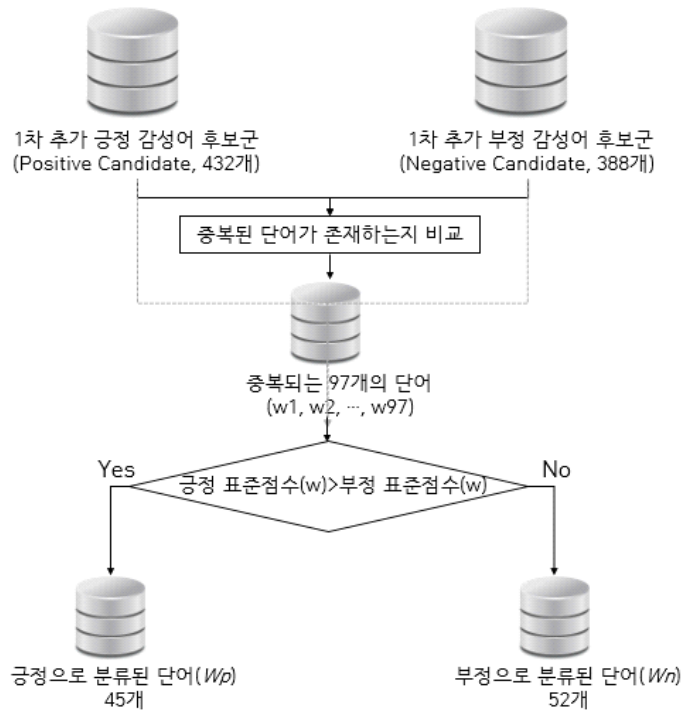 1차 추가 긍정 감성어 후보군
(Positive Candidate, 432개)
1차 추가 부정 감성어 후보군
(Negative Candidate, 388개)
중복된 단어가 존재하는지 비교
중복되는 97개의 단어
(w1, w2, ···, w97)
Yes
긍정 표준점수(w)>부정 표준점수(w)
No
긍정으로 분류된 단어(Wp)
45개
부정으로 분류된 단어(Wn)
52개